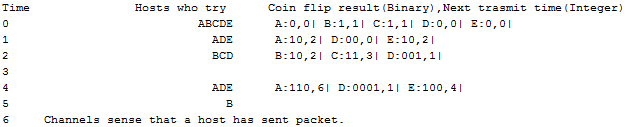 Time Hosts who try Coin flip result(Binary),Next trasmit time(Integer)
0 ABCDE A:0,0| B:1,1| C:1,1| D:0,0| E:0,0|
1 ADE A:10,2| D:00,0| E:10,2|
2 BCD B:10,2| C:11,3| D:001,1|
3
4 ADE A:110,6| D:0001,1| E:100,4|
5 B
6 Channels sense that a host has sent packet.